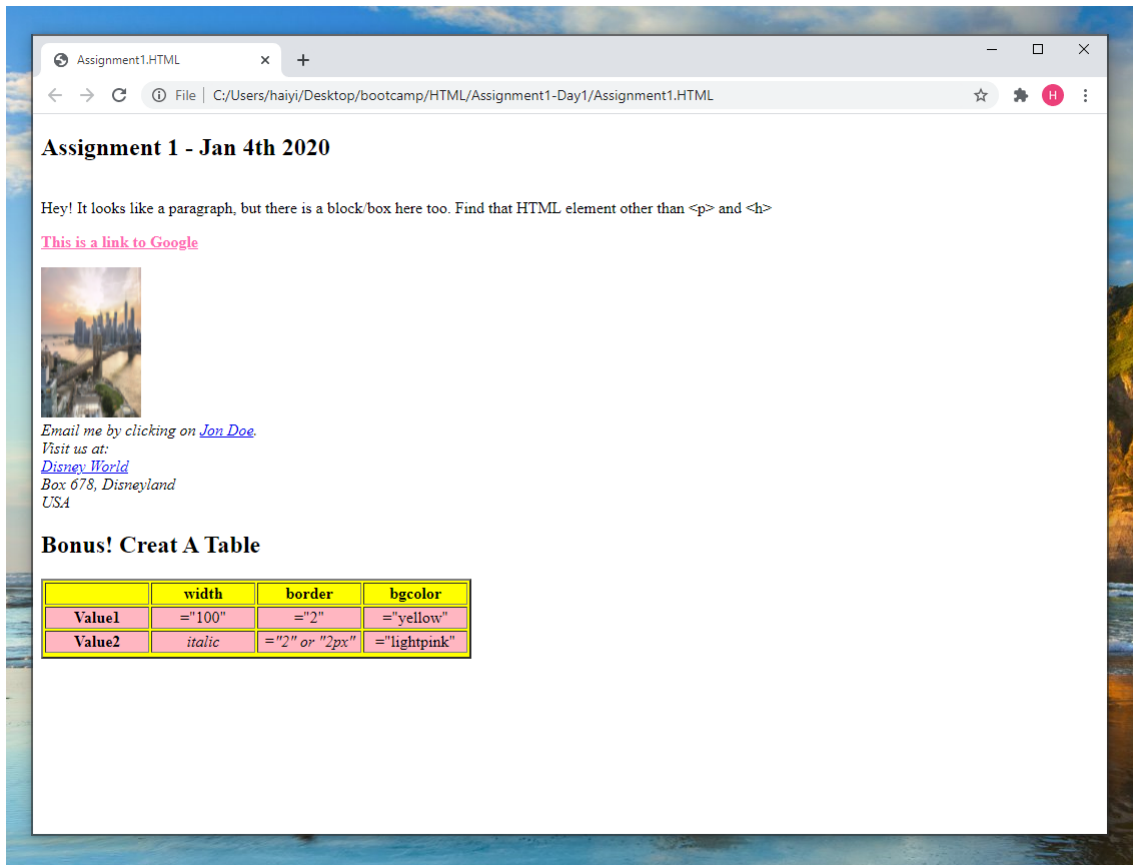 Assignment1.HTML
File | C:/Users/haiyi/Desktop/bootcamp/HTML/Assignment1-Day1/Assignment1.HTML
H
Assignment 1 - Jan 4th 2020
Hey! It looks like a paragraph, but there is a block/box here too. Find that HTML element other than <p> and <h>
This is a link to Google
Email me by clicking on Jon Doe.
Visit us at:
Disney World
Box 678, Disneyland
USA
Bonus! Creat A Table
width border bgcolor
Value1 ="100" ="2" ="yellow"
Value2 italic ="2" or "2px" ="lightpink"